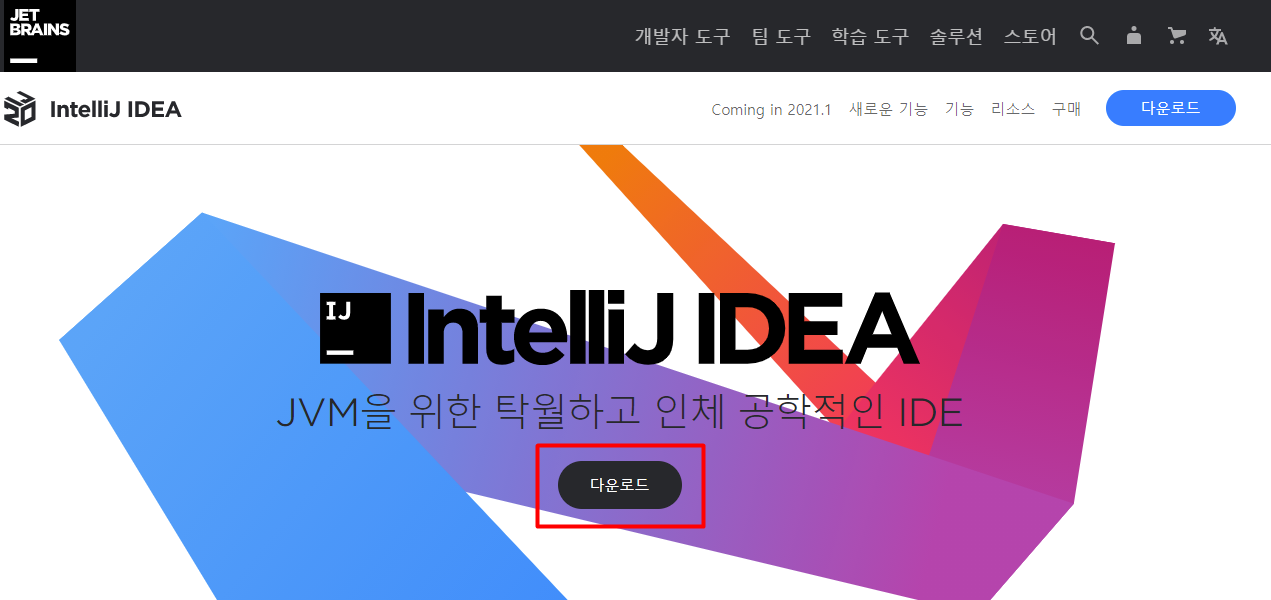 JET
BRAINS
개발자 도구 팀 도구 학습 도구 솔루션 스토어
IntelliJ IDEA
Coming in 2021.1 새로운 기능 기능 리소스 구매 다운로드
IJ IntelliJ IDEA
JVM을 위한 탁월하고 인체 공학적인 IDE
다운로드